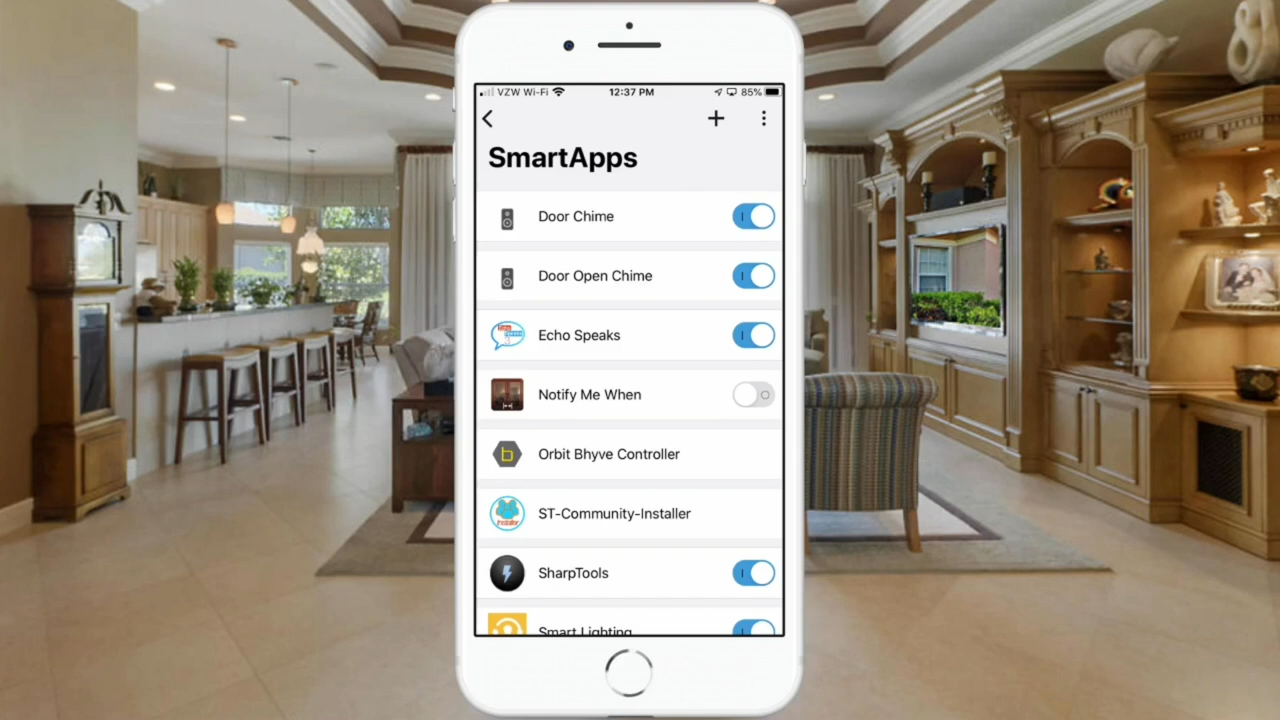 VZW Wi-Fi 12:37 PM 85%
SmartApps
Door Chime
Door Open Chime
Echo Speaks
Notify Me When
Orbit Bhyve Controller
ST-Community-Installer
SharpTools
Smart Lighting